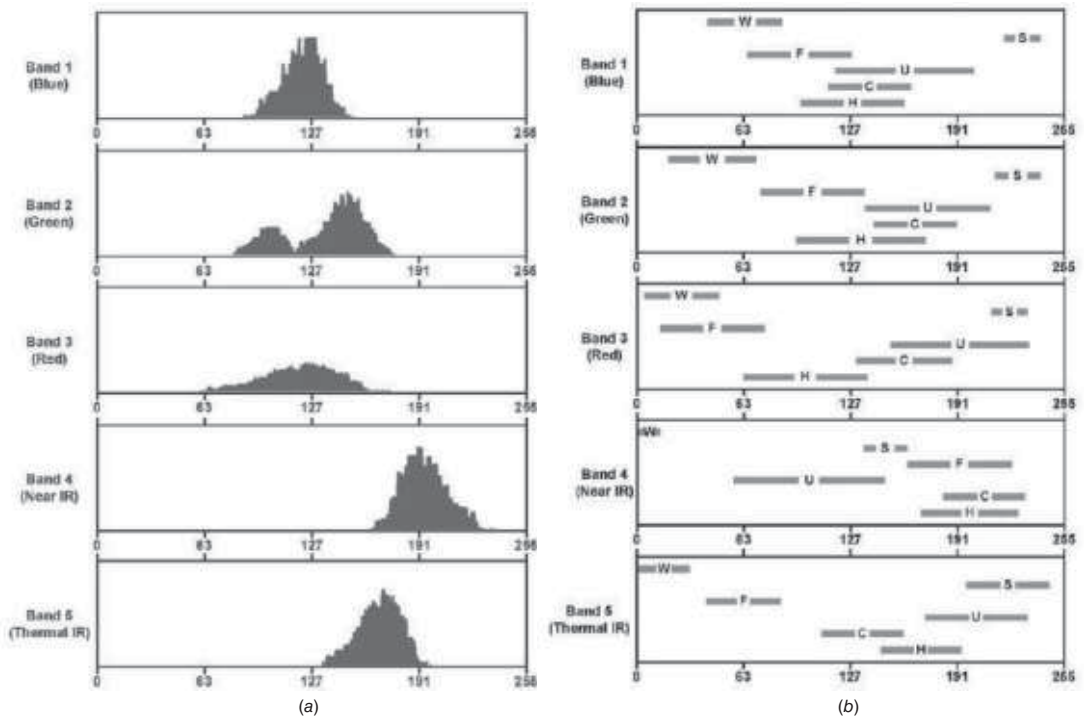 Band 1
(Blue)
0 63 127 191 255
Band 2
(Green)
0 63 127 191 255
Band 3
(Red)
0 63 127 191 255
Band 4
(Near IR)
0 63 127 191 255
Band 5
(Thermal IR)
0 63 127 191 255
(a)
Band 1
(Blue)
W
S
F
U
C
H
0 63 127 191 255
Band 2
(Green)
W
S
F
U
C
H
0 63 127 191 255
Band 3
(Red)
W
S
F
U
C
H
0 63 127 191 255
Band 4
(Near IR)
W
S
F
U
C
H
0 63 127 191 255
Band 5
(Thermal IR)
W
S
F
U
C
H
0 63 127 191 255
(b)